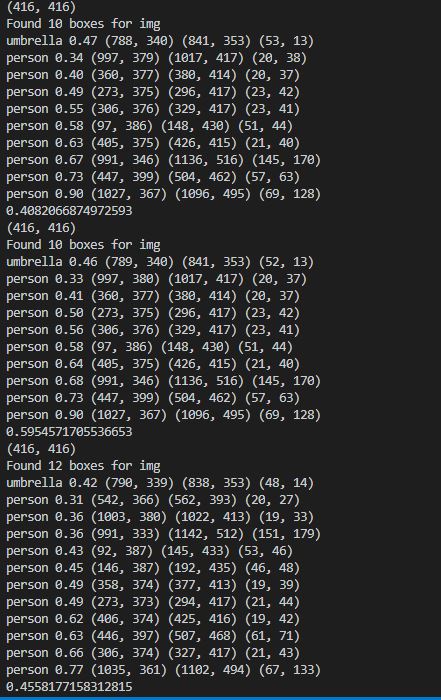 (416, 416)
Found 10 boxes for img
umbrella 0.47 (788, 340) (841, 353) (53, 13)
person 0.34 (997, 379) (1017, 417) (20, 38)
person 0.40 (360, 377) (380, 414) (20, 37)
person 0.49 (273, 375) (296, 417) (23, 42)
person 0.55 (306, 376) (329, 417) (23, 41)
person 0.58 (97, 386) (148, 430) (51, 44)
person 0.63 (405, 375) (426, 415) (21, 40)
person 0.67 (991, 346) (1136, 516) (145, 170)
person 0.73 (447, 399) (504, 462) (57, 63)
person 0.90 (1027, 367) (1096, 495) (69, 128)
0.4082066874972593
(416, 416)
Found 10 boxes for img
umbrella 0.46 (789, 340) (841, 353) (52, 13)
person 0.33 (997, 380) (1017, 417) (20, 37)
person 0.41 (360, 377) (380, 414) (20, 37)
person 0.50 (273, 375) (296, 417) (23, 42)
person 0.56 (306, 376) (329, 417) (23, 41)
person 0.58 (97, 386) (148, 430) (51, 44)
person 0.64 (405, 375) (426, 415) (21, 40)
person 0.68 (991, 346) (1136, 516) (145, 170)
person 0.73 (447, 399) (504, 462) (57, 63)
person 0.90 (1027, 367) (1096, 495) (69, 128)
0.5954571705536653
(416, 416)
Found 12 boxes for img
umbrella 0.42 (790, 339) (838, 353) (48, 14)
person 0.31 (542, 366) (562, 393) (20, 27)
person 0.36 (1003, 380) (1022, 413) (19, 33)
person 0.36 (991, 333) (1142, 512) (151, 179)
person 0.43 (92, 387) (145, 433) (53, 46)
person 0.45 (146, 387) (192, 435) (46, 48)
person 0.49 (358, 374) (377, 413) (19, 39)
person 0.49 (273, 373) (294, 417) (21, 44)
person 0.62 (406, 374) (425, 416) (19, 42)
person 0.63 (446, 397) (507, 468) (61, 71)
person 0.66 (306, 374) (327, 417) (21, 43)
person 0.77 (1035, 361) (1102, 494) (67, 133)
0.4558177158312815